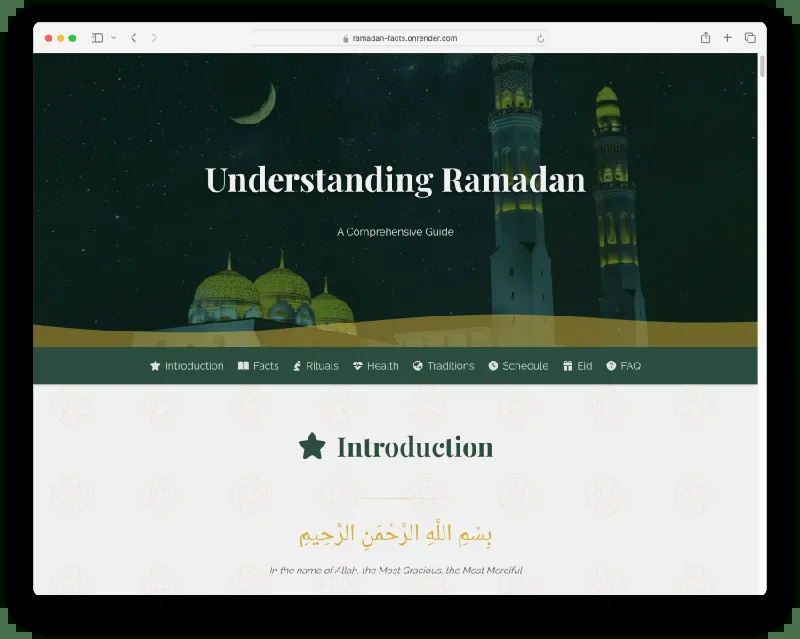 ramadan-facts.onrender.com
Understanding Ramadan
A Comprehensive Guide
Introduction Facts Rituals Health Traditions Schedule Eid FAQ
Introduction
بِسْمِ اللَّهِ الرَّحْمَنِ الرَّحِيمِ
In the name of Allah, the Most Gracious, the Most Merciful